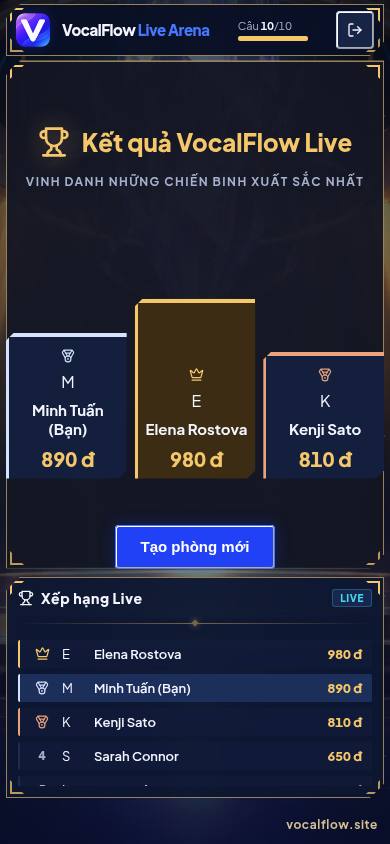 VocalFlow Live Arena
Câu 10/10
Kết quả VocalFlow Live
VINH DANH NHỮNG CHIẾN BINH XUẤT SẮC NHẤT
M
Minh Tuấn
(Bạn)
890 đ
E
Elena Rostova
980 đ
K
Kenji Sato
810 đ
Tạo phòng mới
Xếp hạng Live
LIVE
E Elena Rostova 980 đ
M Minh Tuấn (Bạn) 890 đ
K Kenji Sato 810 đ
4 S Sarah Connor 650 đ
vocalflow.site